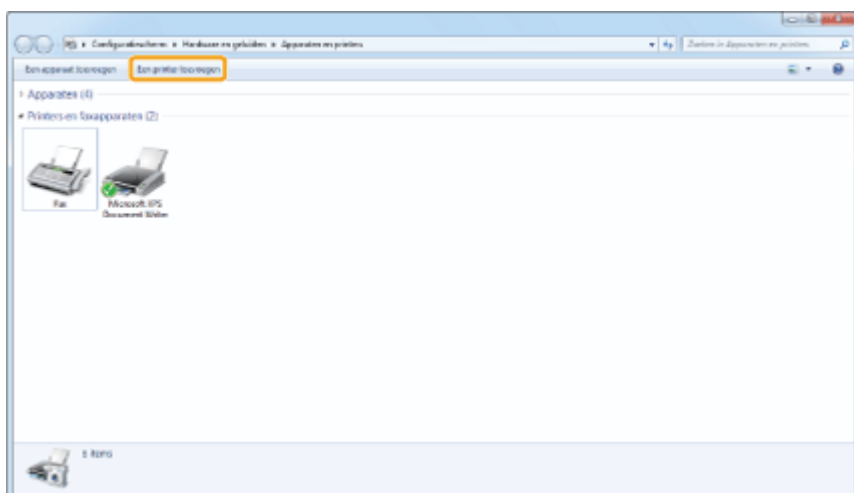 Configuratiescherm ▸ Hardware en geluiden ▸ Apparaten en printers
Zoeken in Apparaten en printers
Een apparaat toevoegen Een printer toevoegen
Apparaten (4)
Printers en faxapparaten (2)
Fax
Microsoft XPS
Document Writer
6 items